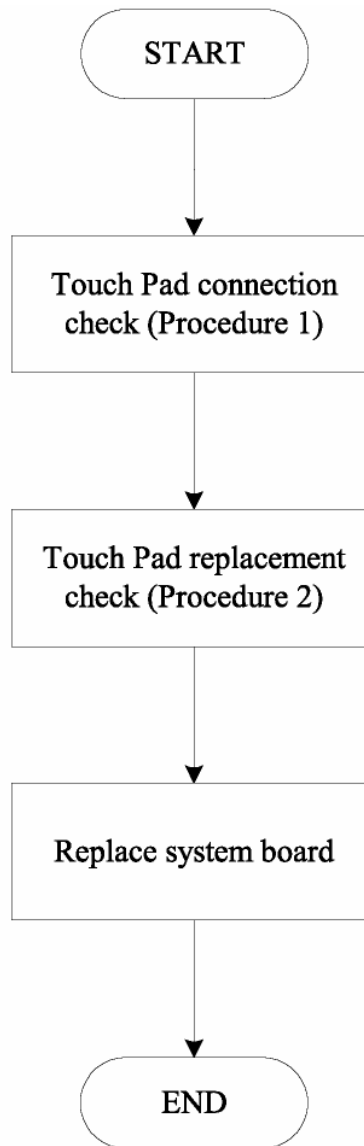 START
Touch Pad connection
check (Procedure 1)
Touch Pad replacement
check (Procedure 2)
Replace system board
END